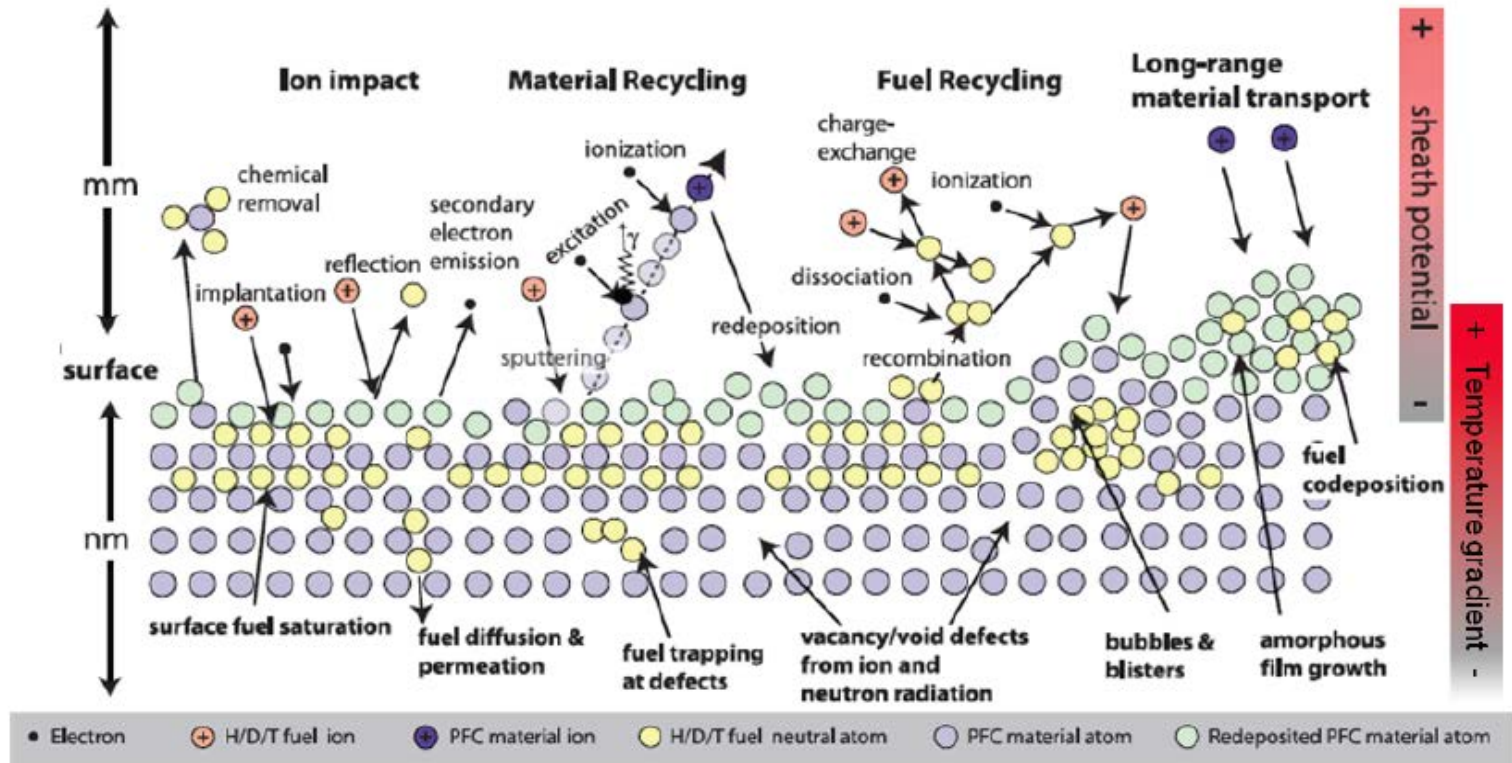 Ion impact
Material Recycling
Fuel Recycling
Long-range
material transport
mm
surface
nm
chemical
removal
implantation
reflection
secondary
electron
emission
ionization
excitation
γ
sputtering
redeposition
charge-
exchange
ionization
dissociation
recombination
+
sheath potential
-
+
Temperature gradient
-
fuel
codeposition
surface fuel saturation
fuel diffusion &
permeation
fuel trapping
at defects
vacancy/void defects
from ion and
neutron radiation
bubbles &
blisters
amorphous
film growth
Electron
+ H/D/T fuel ion
+ PFC material ion
H/D/T fuel neutral atom
PFC material atom
Redeposited PFC material atom